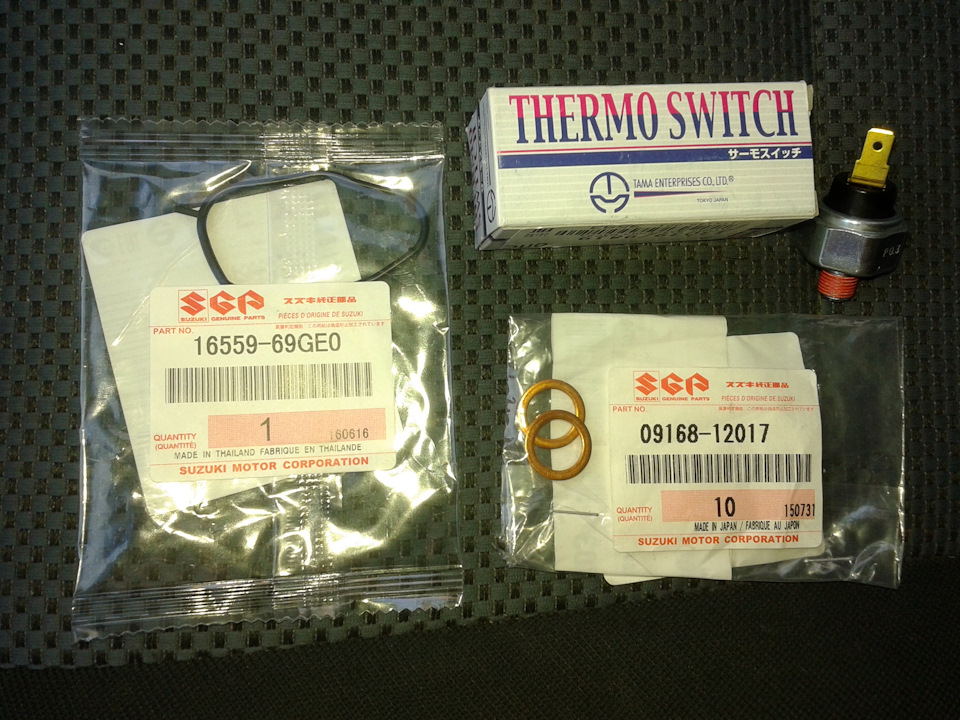 THERMO SWITCH
サーモスイッチ
TAMA ENTERPRISES CO., LTD.®
TOKYO JAPAN
SGP
SUZUKI GENUINE PARTS
スズキ純正部品
PIÈCES D'ORIGINE DE SUZUKI
PART NO.
16559-69GE0
QUANTITY
(QUANTITÉ)
1
160616
MADE IN THAILAND FABRIQUE EN THAILANDE
SUZUKI MOTOR CORPORATION
SGP
SUZUKI GENUINE PARTS
スズキ純正部品
PIÈCES D'ORIGINE DE SUZUKI
PART NO.
09168-12017
QUANTITY
(QUANTITÉ)
10
150731
MADE IN JAPAN / FABRIQUE AU JAPON
SUZUKI MOTOR CORPORATION